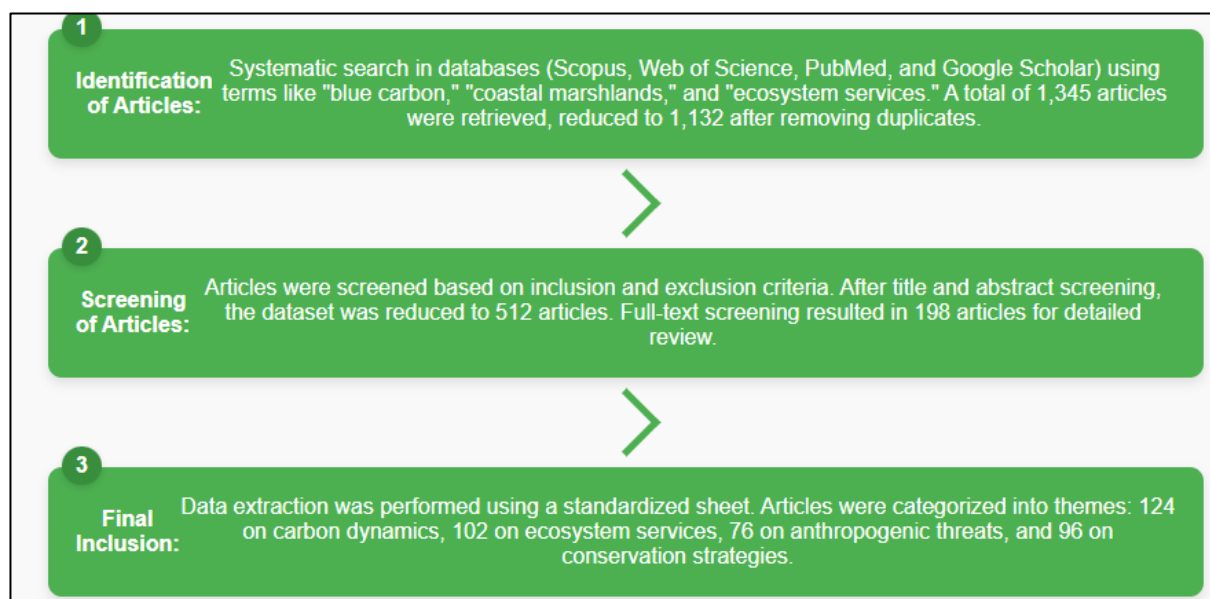 1
Identification
of Articles:
Systematic search in databases (Scopus, Web of Science, PubMed, and Google Scholar) using
terms like "blue carbon," "coastal marshlands," and "ecosystem services." A total of 1,345 articles
were retrieved, reduced to 1,132 after removing duplicates.
2
Screening
of Articles:
Articles were screened based on inclusion and exclusion criteria. After title and abstract screening,
the dataset was reduced to 512 articles. Full-text screening resulted in 198 articles for detailed
review.
3
Final
Inclusion:
Data extraction was performed using a standardized sheet. Articles were categorized into themes: 124
on carbon dynamics, 102 on ecosystem services, 76 on anthropogenic threats, and 96 on
conservation strategies.